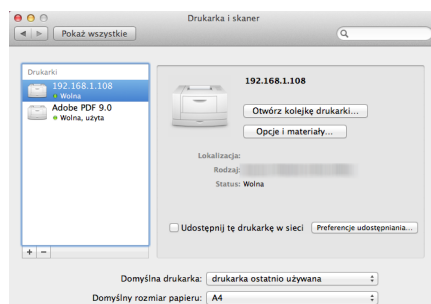 Drukarka i skaner
Pokaż wszystkie
Drukarki
192.168.1.108
Wolna
Adobe PDF 9.0
Wolna, użyta
+ −
192.168.1.108
Otwórz kolejkę drukarki...
Opcje i materiały...
Lokalizacja:
Rodzaj:
Status: Wolna
Udostępnij tę drukarkę w sieci Preferencje udostępniania...
Domyślna drukarka: drukarka ostatnio używana
Domyślny rozmiar papieru: A4